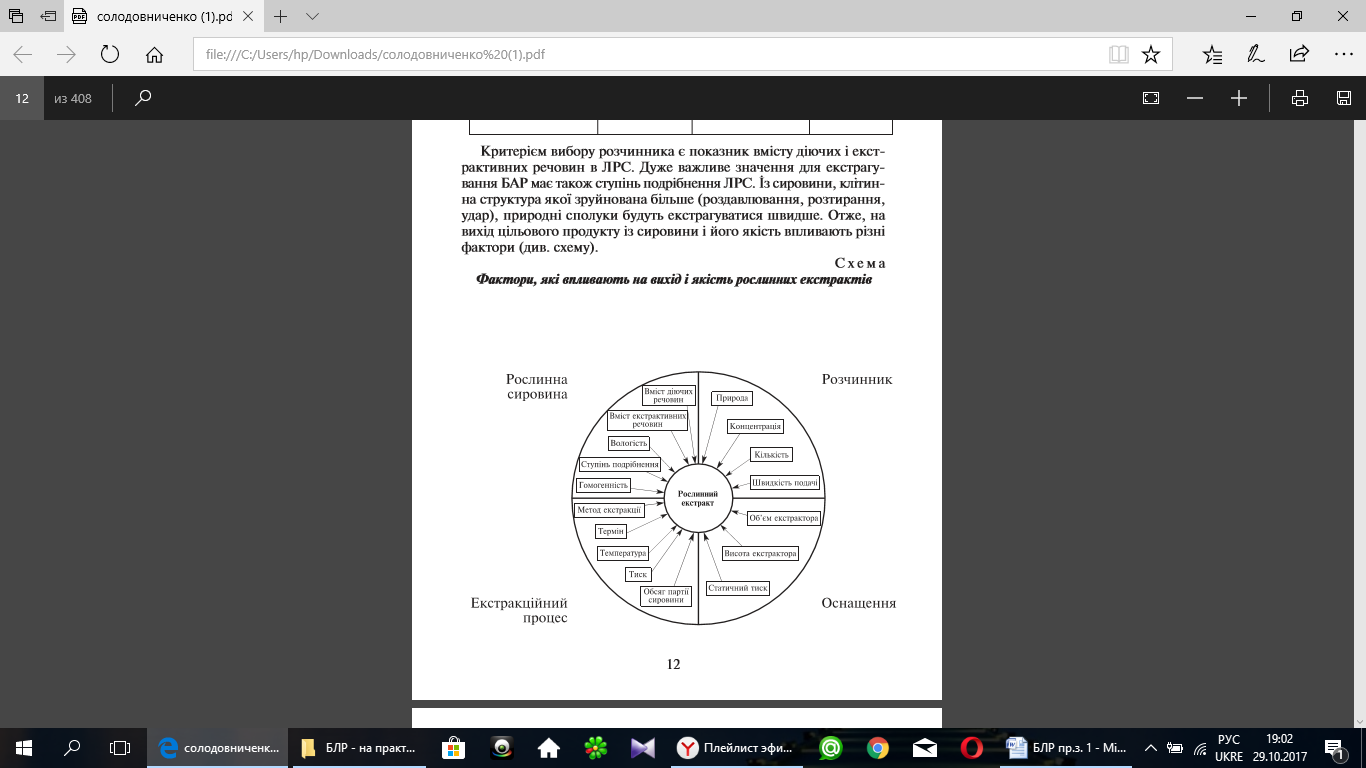 солодовниченко (1).pd
file:///C:/Users/hp/Downloads/солодовниченко%20(1).pdf
12 из 408
Критерієм вибору розчинника є показник вмісту діючих і екст-
рактивних речовин в ЛРС. Дуже важливе значення для екстрагу-
вання БАР має також ступінь подрібнення ЛРС. Із сировини, клітин-
на структура якої зруйнована більше (роздавлювання, розтирання,
удар), природні сполуки будуть екстрагуватися швидше. Отже, на
вихід цільового продукту із сировини і його якість впливають різні
фактори (див. схему).
Схема
Фактори, які впливають на вихід і якість рослинних екстрактів
Рослинна
сировина
Розчинник
Вміст діючих
речовин
Вміст екстрактивних
речовин
Вологість
Ступінь подрібнення
Гомогенність
Природа
Концентрація
Кількість
Швидкість подачі
Рослинний
екстракт
Метод екстракції
Термін
Температура
Тиск
Обсяг партії
сировини
Об’єм екстрактора
Висота екстрактора
Статичний тиск
Екстракційний
процес
Оснащення
12
солодовниченк...
БЛР - на практ...
Плейлист эфи...
БЛР пр.з. 1 - Mi...
РУС
UKRE
19:02
29.10.2017
1